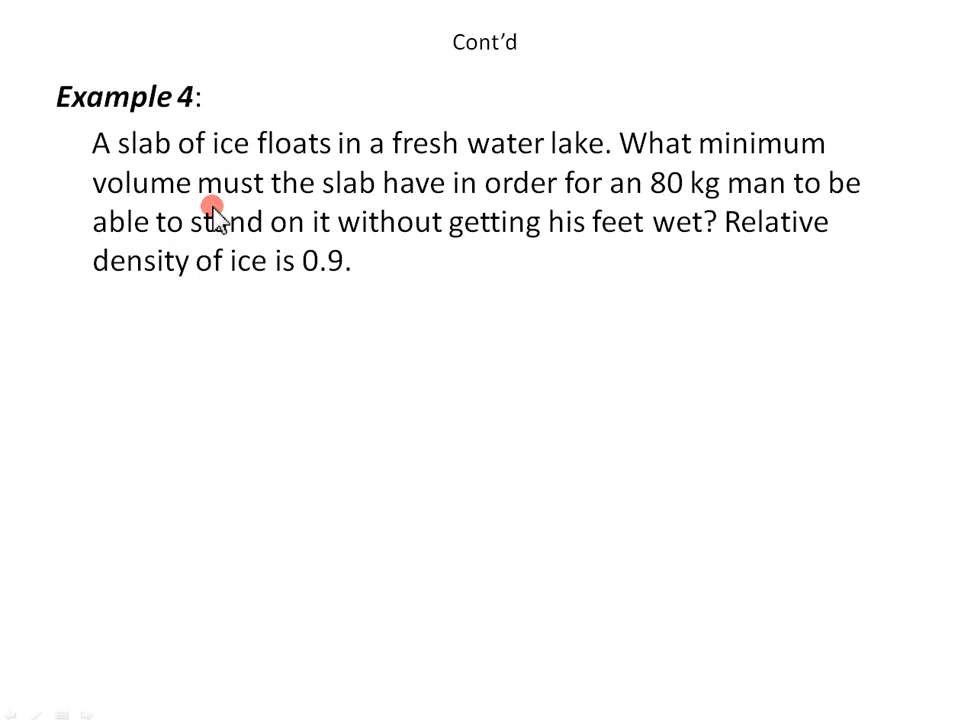 Cont’d
Example 4:
A slab of ice floats in a fresh water lake. What minimum
volume must the slab have in order for an 80 kg man to be
able to stand on it without getting his feet wet? Relative
density of ice is 0.9.